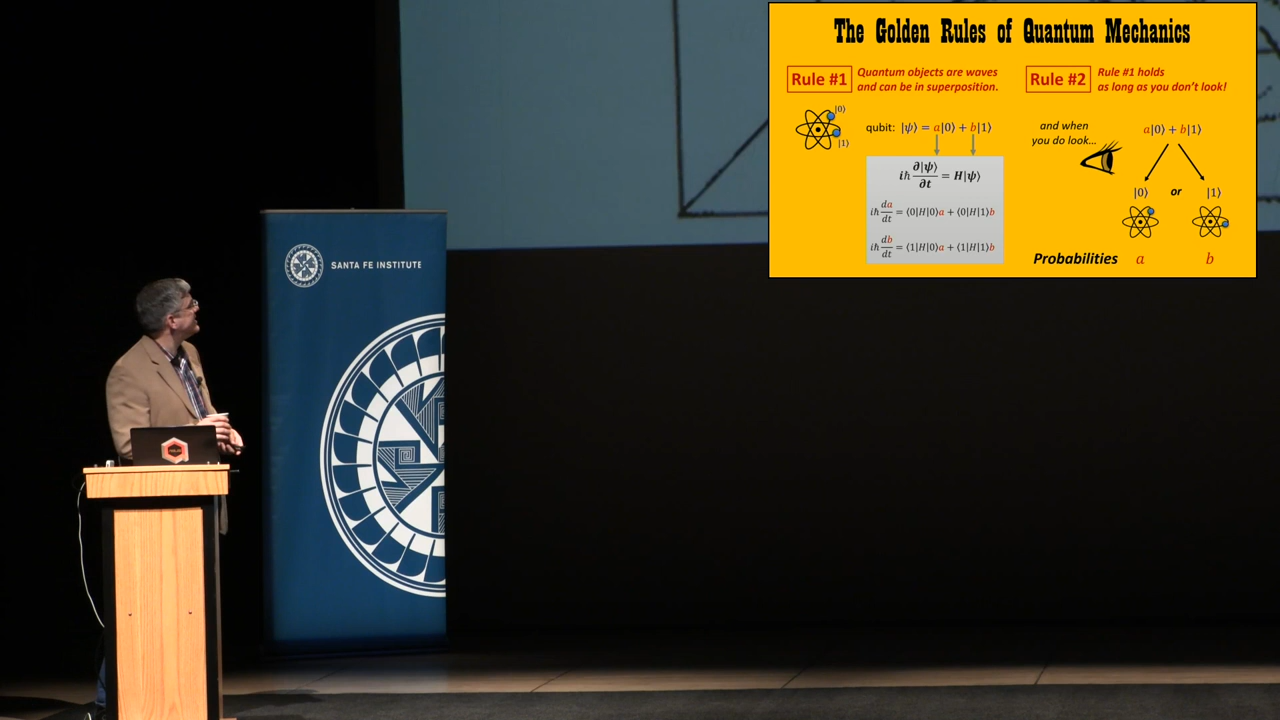 The Golden Rules of Quantum Mechanics
Rule #1
Quantum objects are waves
and can be in superposition.
|0⟩
|1⟩
qubit: |ψ⟩ = a|0⟩ + b|1⟩
iħ ∂|ψ⟩/∂t = H|ψ⟩
iħ da/dt = ⟨0|H|0⟩a + ⟨0|H|1⟩b
iħ db/dt = ⟨1|H|0⟩a + ⟨1|H|1⟩b
Rule #2
Rule #1 holds
as long as you don't look!
and when
you do look...
a|0⟩ + b|1⟩
|0⟩ or |1⟩
Probabilities a b
SANTA FE INSTITUTE